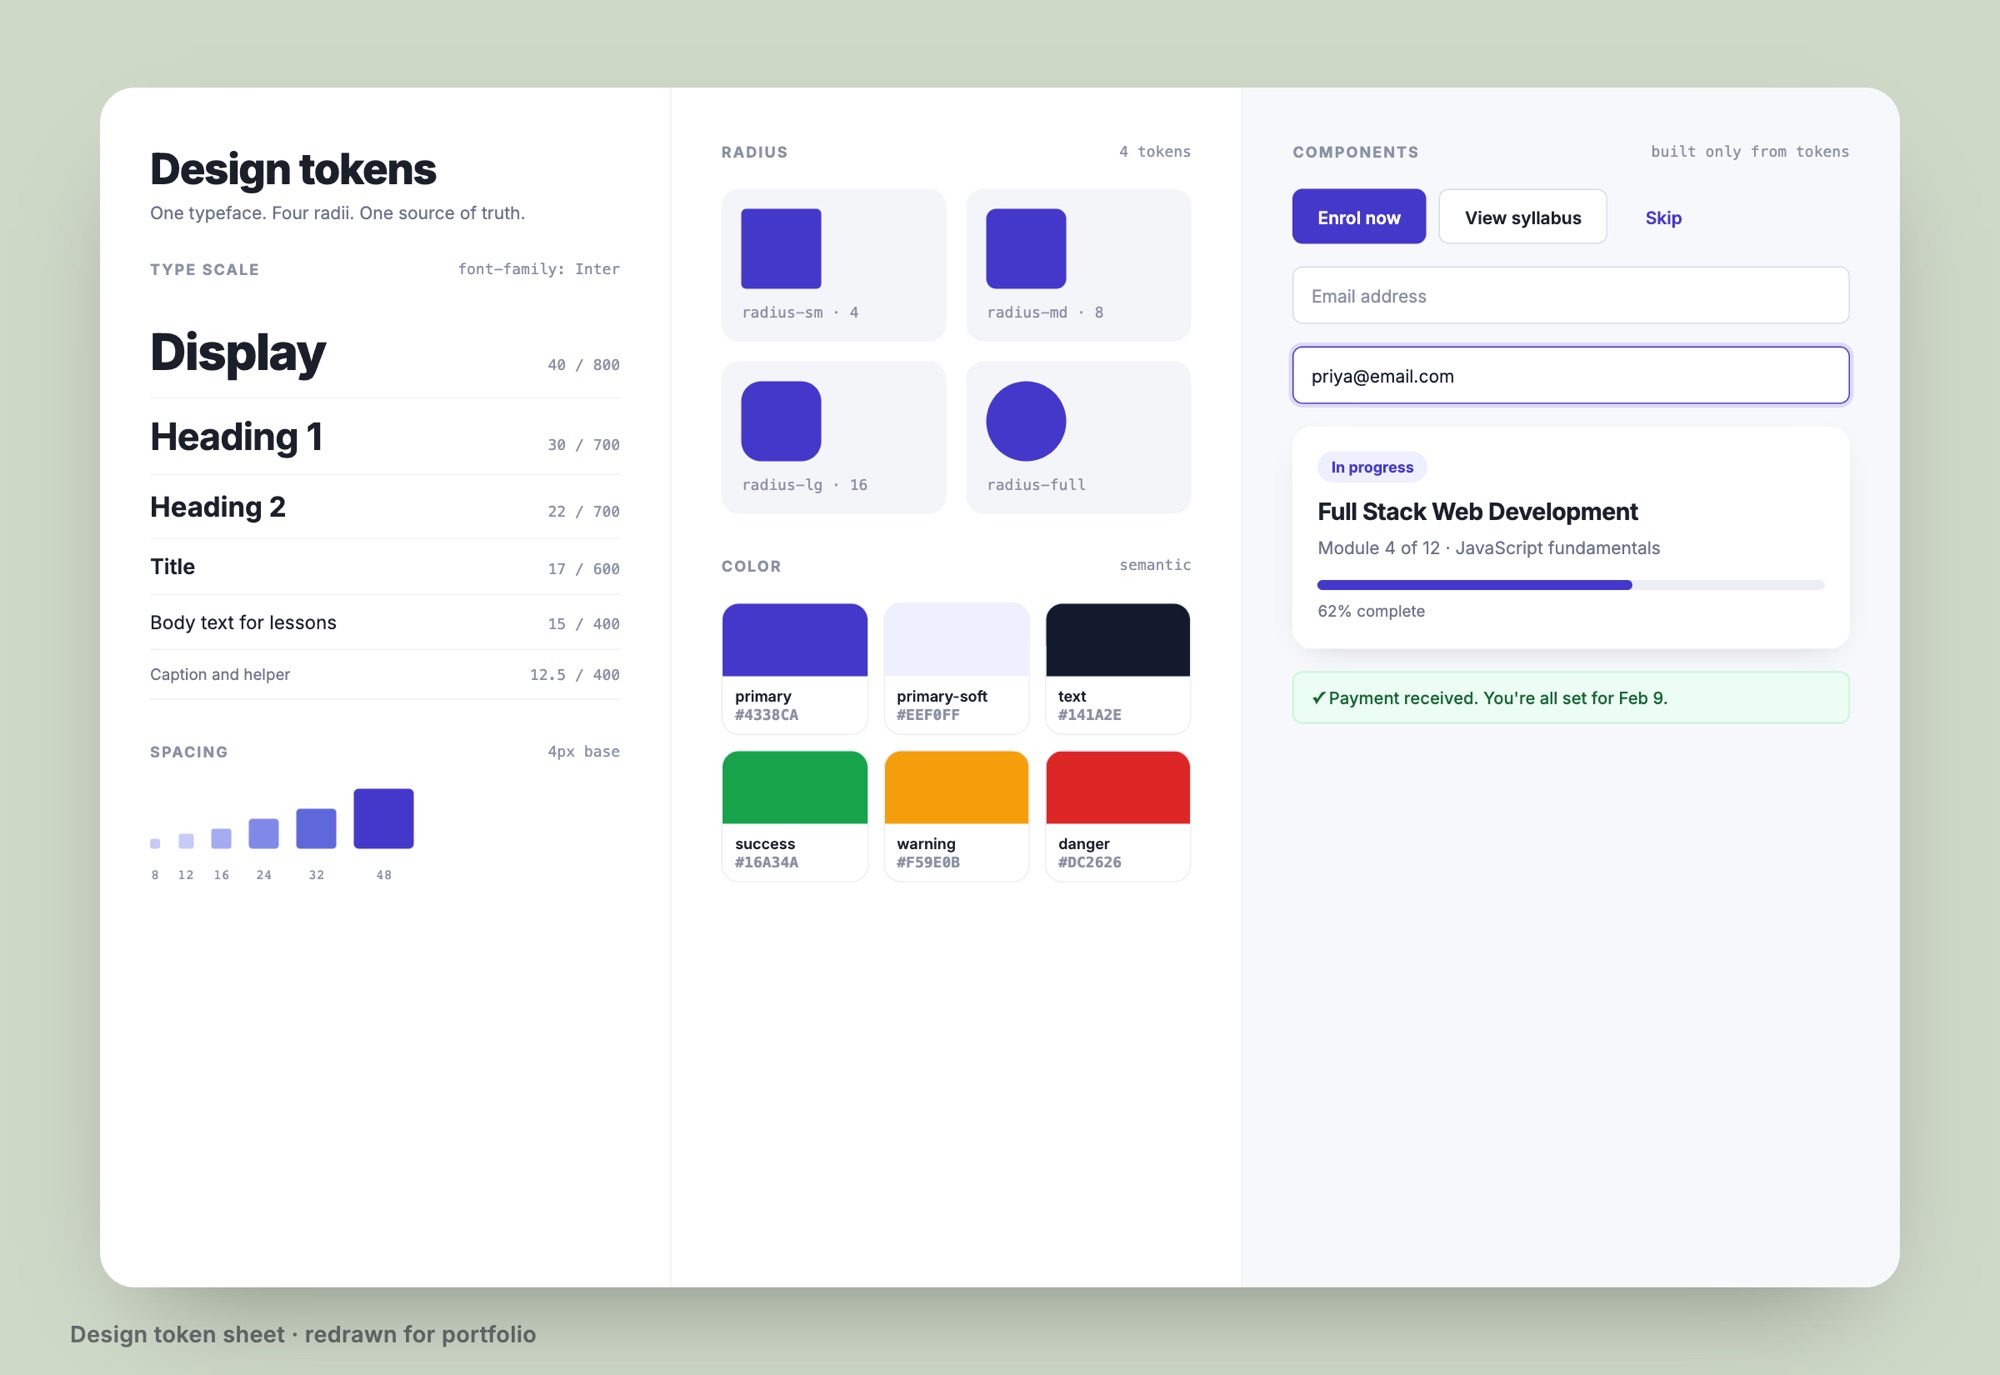 Design tokens
One typeface. Four radii. One source of truth.
TYPE SCALE font-family: Inter
Display 40 / 800
Heading 1 30 / 700
Heading 2 22 / 700
Title 17 / 600
Body text for lessons 15 / 400
Caption and helper 12.5 / 400
SPACING 4px base
8 12 16 24 32 48
RADIUS 4 tokens
radius-sm · 4 radius-md · 8
radius-lg · 16 radius-full
COLOR semantic
primary primary-soft text
#4338CA #EEF0FF #141A2E
success warning danger
#16A34A #F59E0B #DC2626
COMPONENTS built only from tokens
Enrol now View syllabus Skip
Email address
priya@email.com
In progress
Full Stack Web Development
Module 4 of 12 · JavaScript fundamentals
62% complete
✓ Payment received. You're all set for Feb 9.
Design token sheet · redrawn for portfolio